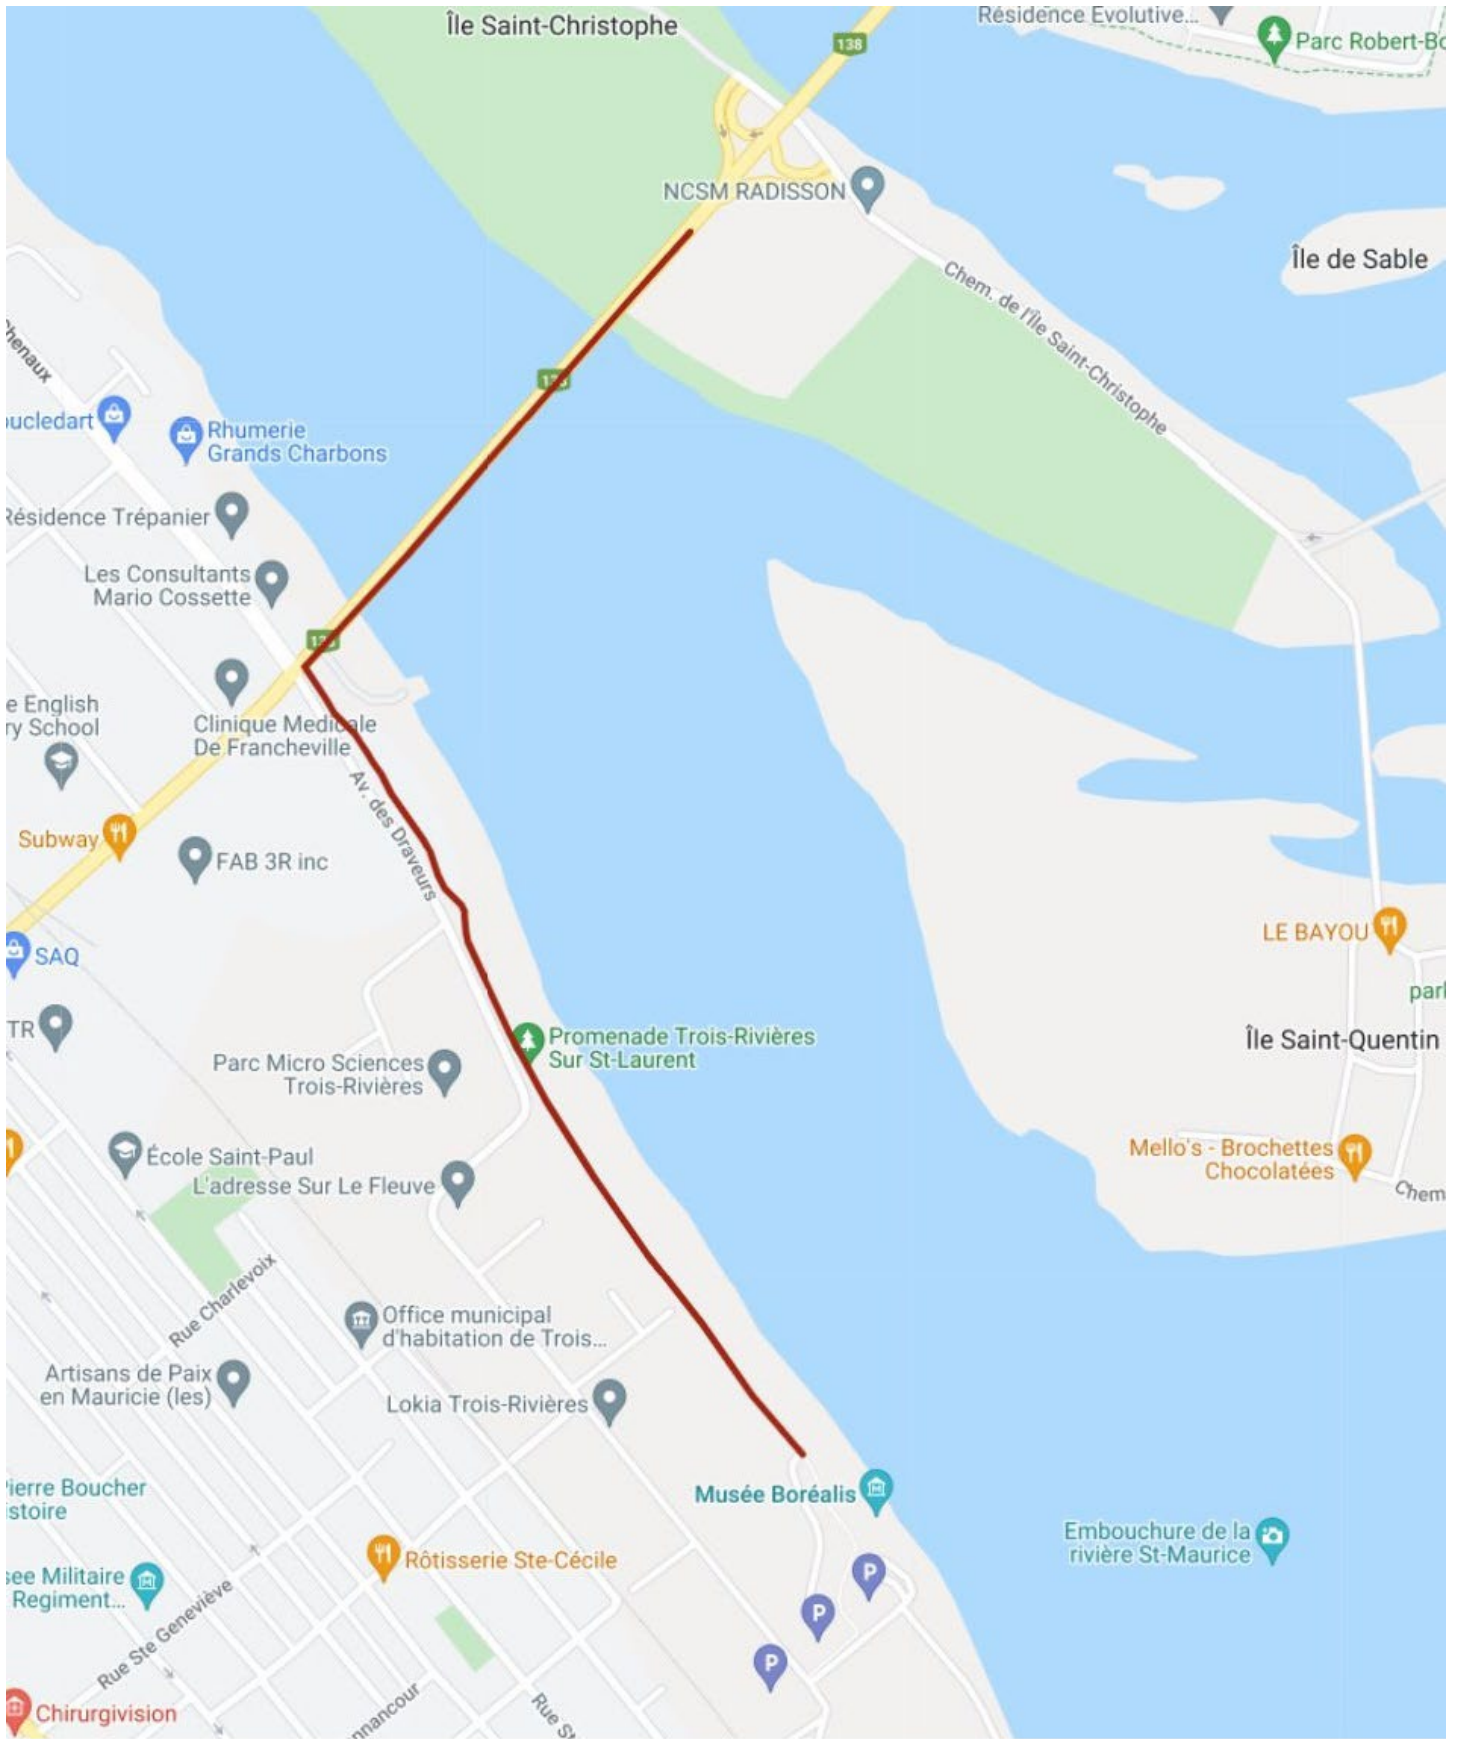 Île Saint-Christophe
138
Résidence Evolutive...
Parc Robert-Bo
NCSM RADISSON
Île de Sable
Chem. de l'Île Saint-Christophe
henaux
oucledart
Rhumerie
Grands Charbons
Résidence Trépanier
Les Consultants
Mario Cossette
e English
ry School
Clinique Medicale
De Francheville
Av. des Draveurs
Subway
FAB 3R inc
SAQ
LE BAYOU
parl
TR
Promenade Trois-Rivières
Sur St-Laurent
Île Saint-Quentin
Parc Micro Sciences
Trois-Rivières
École Saint-Paul
L'adresse Sur Le Fleuve
Mello's - Brochettes
Chocolatées
Chem
Rue Charlevoix
Office municipal
d'habitation de Trois...
Artisans de Paix
en Mauricie (les)
Lokia Trois-Rivières
Pierre Boucher
istoire
Musée Boréalis
Embouchure de la
rivière St-Maurice
Rôtisserie Ste-Cécile
see Militaire
Regiment...
P
P
P
Rue Ste Geneviève
Chirurgivision
nnancour
Rue St